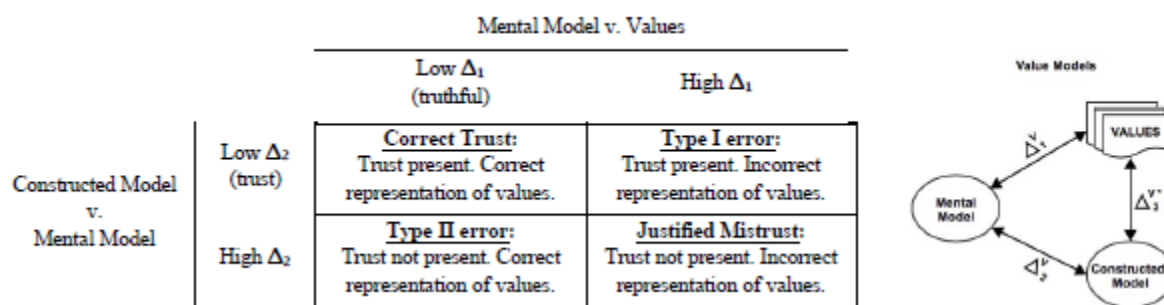 Mental Model v. Values
Low Δ₁
(truthful)
High Δ₁
Constructed Model
v.
Mental Model
Low Δ₂
(trust)
Correct Trust:
Trust present. Correct
representation of values.
Type I error:
Trust present. Incorrect
representation of values.
High Δ₂
Type II error:
Trust not present. Correct
representation of values.
Justified Mistrust:
Trust not present. Incorrect
representation of values.
Value Models
VALUES
Mental
Model
Constructed
Model